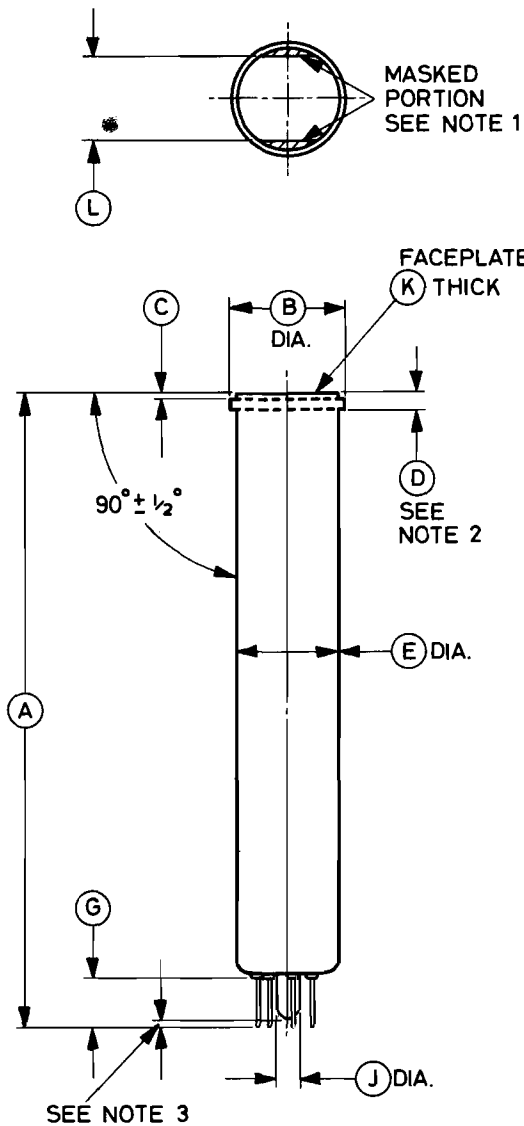 MASKED
PORTION
SEE NOTE 1
L
FACEPLATE
K THICK
C
B
DIA.
D
SEE
NOTE 2
90° ± 1/2°
E DIA.
A
G
J DIA.
SEE NOTE 3